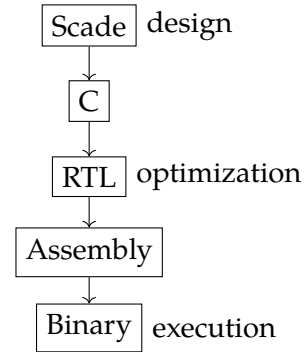 Scade design
C
RTL optimization
Assembly
Binary execution